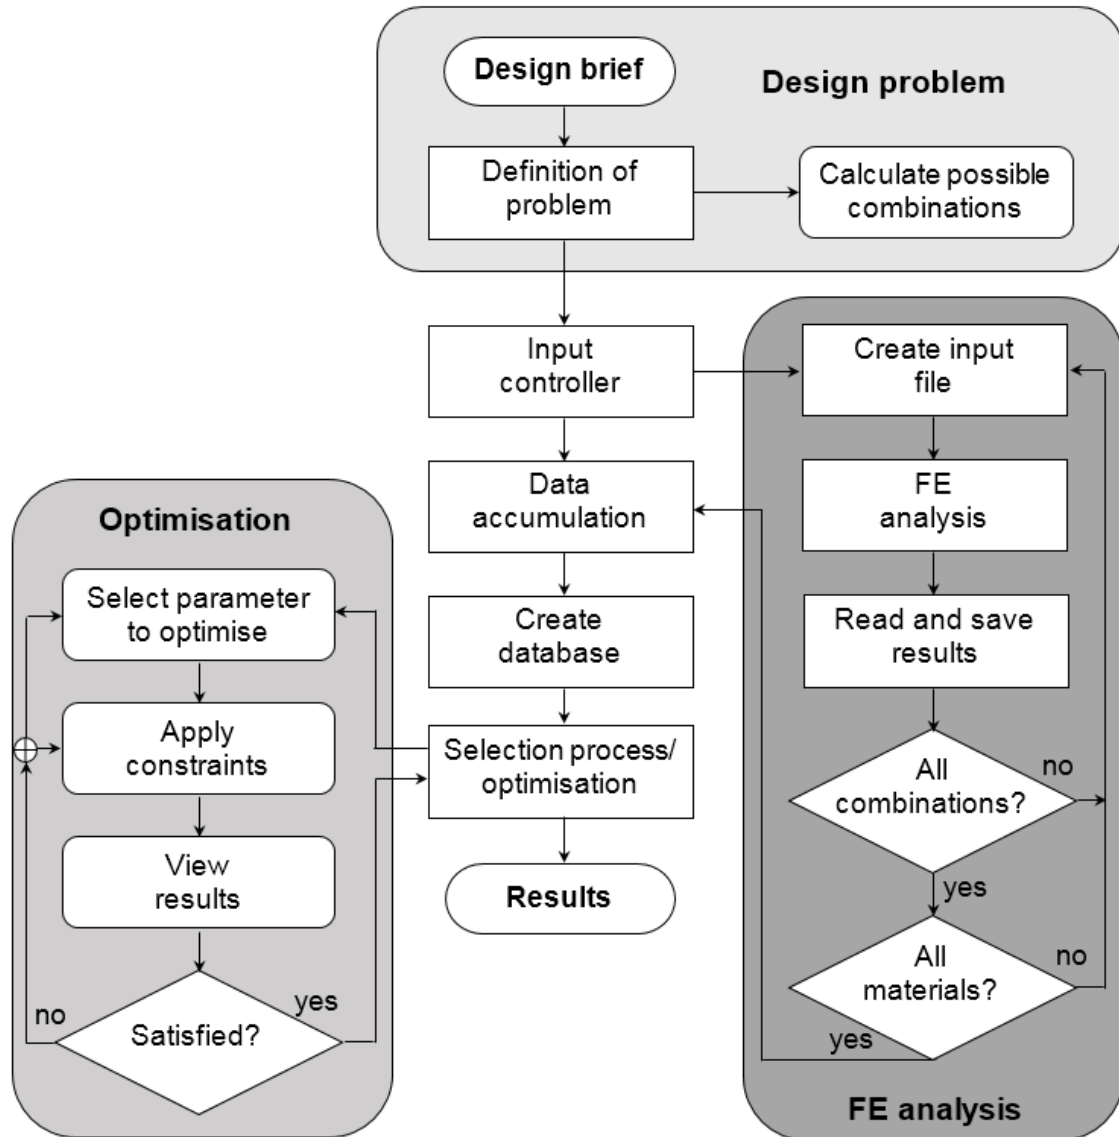 Design brief
Design problem
Definition of
problem
Calculate possible
combinations
Input
controller
Create input
file
Data
accumulation
FE
analysis
Optimisation
Select parameter
to optimise
Create
database
Read and save
results
Apply
constraints
Selection process/
optimisation
All
combinations?
no
yes
View
results
Results
All
materials?
no
yes
Satisfied?
no
yes
FE analysis